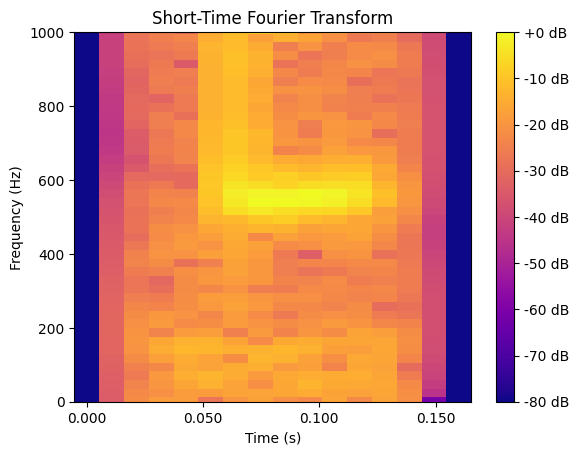 Short-Time Fourier Transform
1000
800
600
400
200
0
Frequency (Hz)
0.000
0.050
0.100
0.150
Time (s)
+0 dB
-10 dB
-20 dB
-30 dB
-40 dB
-50 dB
-60 dB
-70 dB
-80 dB